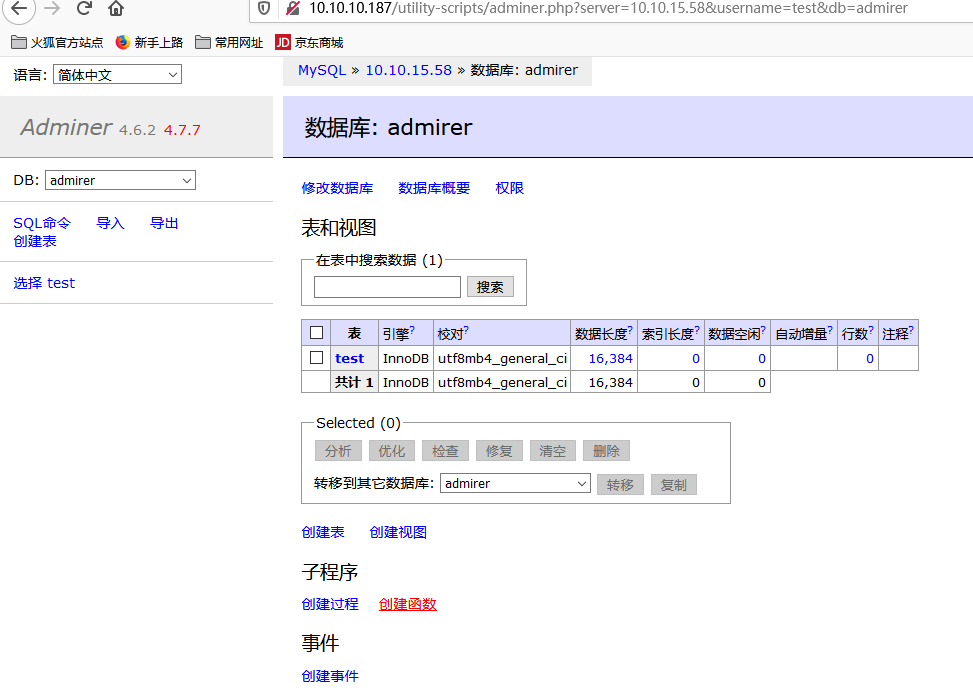 10.10.10.187/utility-scripts/adminer.php?server=10.10.15.58&username=test&db=admirer
火狐官方站点 新手上路 常用网址 JD 京东商城
语言: 简体中文
MySQL » 10.10.15.58 » 数据库: admirer
Adminer 4.6.2 4.7.7
数据库: admirer
DB: admirer
修改数据库 数据库概要 权限
SQL命令 导入 导出
创建表
选择 test
表和视图
在表中搜索数据 (1)
搜索
表 引擎? 校对? 数据长度? 索引长度? 数据空闲? 自动增量? 行数? 注释?
test InnoDB utf8mb4_general_ci 16,384 0 0 0
共计 1 InnoDB utf8mb4_general_ci 16,384 0 0
Selected (0)
分析 优化 检查 修复 清空 删除
转移到其它数据库: admirer 转移 复制
创建表 创建视图
子程序
创建过程 创建函数
事件
创建事件